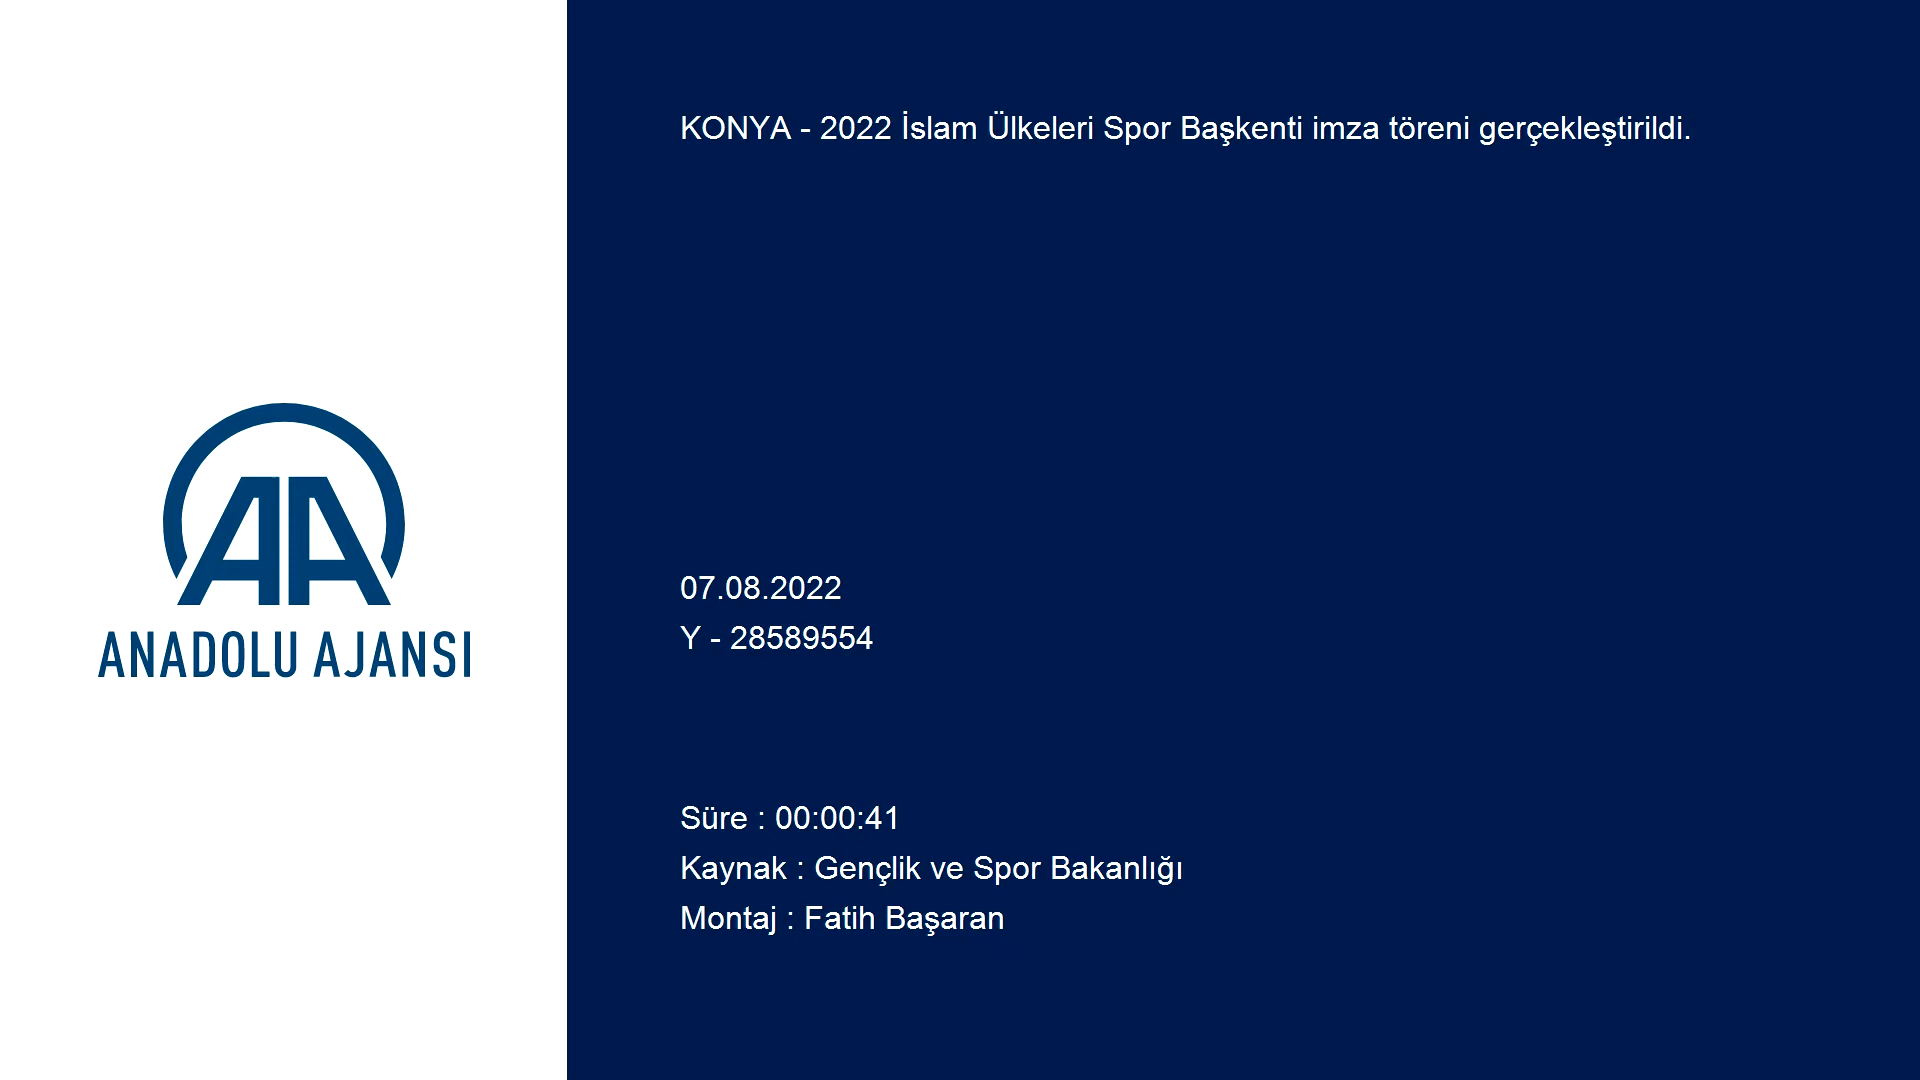 KONYA - 2022 İslam Ülkeleri Spor Başkenti imza töreni gerçekleştirildi.
AA
ANADOLU AJANSI
07.08.2022
Y - 28589554
Süre : 00:00:41
Kaynak : Gençlik ve Spor Bakanlığı
Montaj : Fatih Başaran